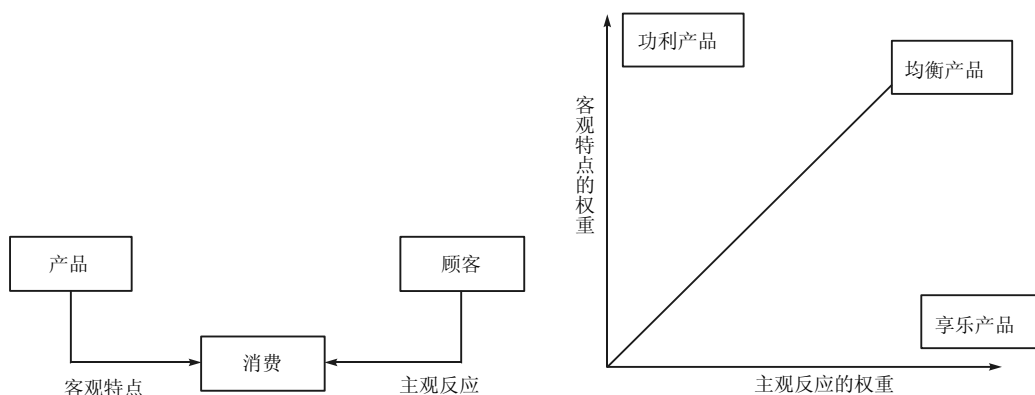 产品
顾客
消费
客观特点
主观反应
功利产品
均衡产品
客观特点的权重
享乐产品
主观反应的权重